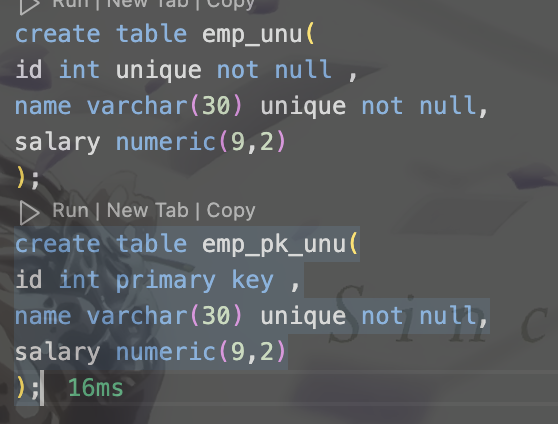 Run | New Tab | Copy
create table emp_unu(
id int unique not null ,
name varchar(30) unique not null,
salary numeric(9,2)
);
Run | New Tab | Copy
create table emp_pk_unu(
id int primary key ,
name varchar(30) unique not null,
salary numeric(9,2)
); 16ms
Sinc